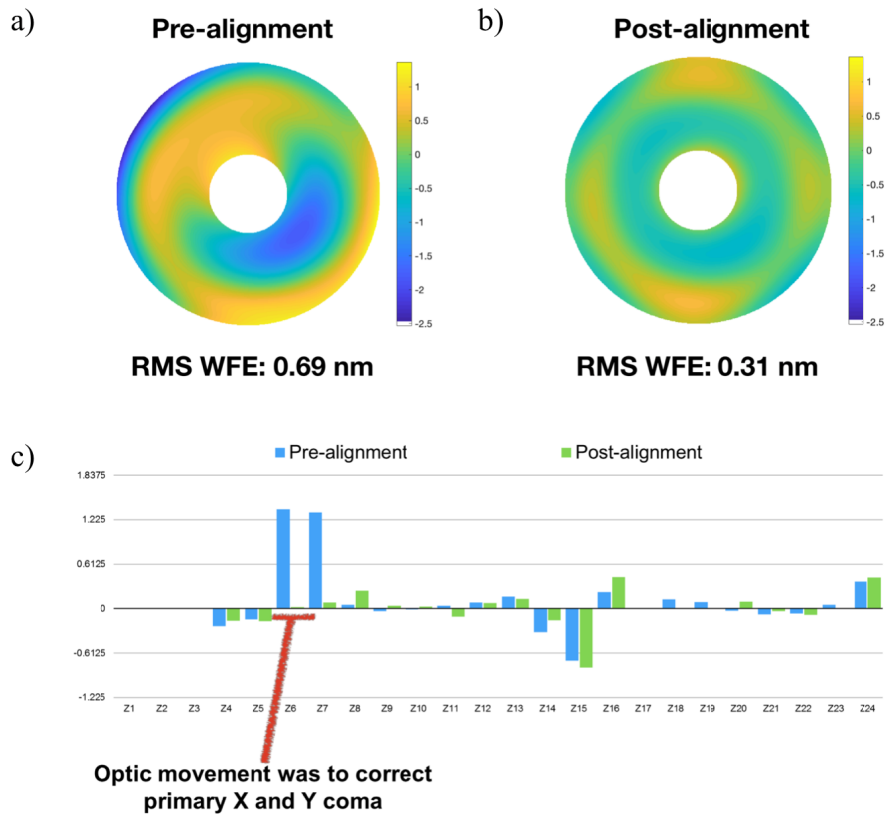 a)
Pre-alignment
1
0.5
0
-0.5
-1
-1.5
-2
-2.5
RMS WFE: 0.69 nm
b)
Post-alignment
1
0.5
0
-0.5
-1
-1.5
-2
-2.5
RMS WFE: 0.31 nm
c)
Pre-alignment Post-alignment
1.8375
1.225
0.6125
0
-0.6125
-1.225
Z1 Z2 Z3 Z4 Z5 Z6 Z7 Z8 Z9 Z10 Z11 Z12 Z13 Z14 Z15 Z16 Z17 Z18 Z19 Z20 Z21 Z22 Z23 Z24
Optic movement was to correct
primary X and Y coma